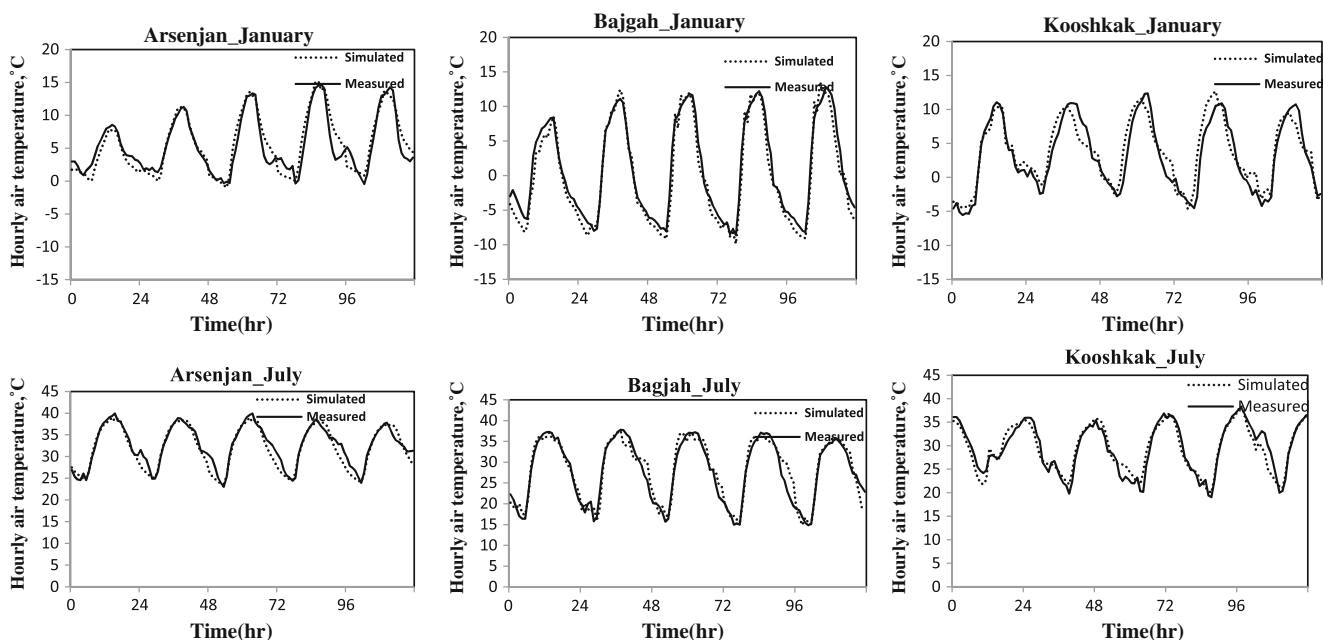 Arsenjan_January
Hourly air temperature,°C
20
15
10
5
0
-5
-10
-15
Simulated
Measured
0 24 48 72 96
Time(hr)
Bajgah_January
Hourly air temperature,°C
20
15
10
5
0
-5
-10
-15
Simulated
Measured
0 24 48 72 96
Time(hr)
Kooshkak_January
Hourly air temperature,°C
20
15
10
5
0
-5
-10
-15
Simulated
Measured
0 24 48 72 96
Time(hr)
Arsenjan_July
Hourly air temperature,°C
45
40
35
30
25
20
15
10
5
0
Simulated
Measured
0 24 48 72 96
Time(hr)
Bagjah_July
Hourly air temperature,°C
45
40
35
30
25
20
15
10
5
0
Simulated
Measured
0 24 48 72 96
Time(hr)
Kooshkak_July
Hourly air temperature,°C
45
40
35
30
25
20
15
10
5
0
Simulated
Measured
0 24 48 72 96
Time(hr)